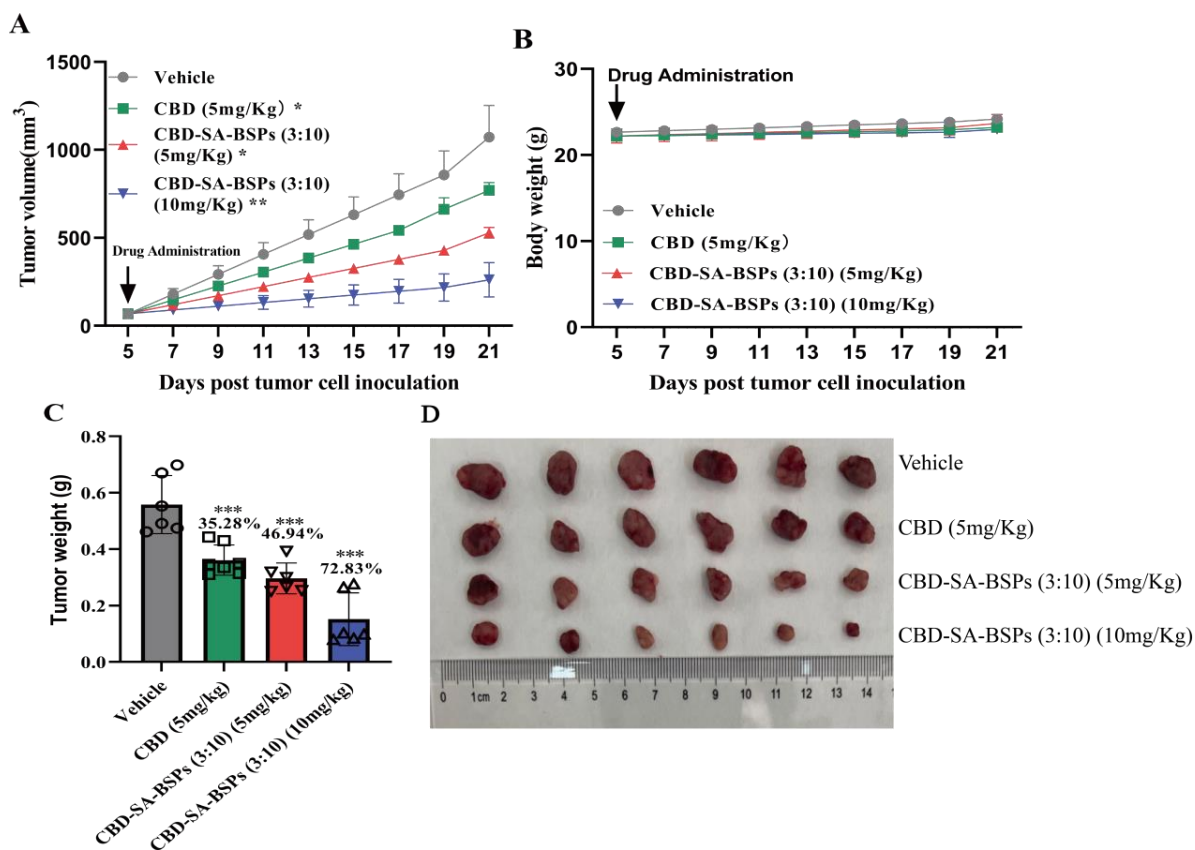 A
1500
1000
500
0
Tumor volume(mm³)
Vehicle
CBD (5mg/Kg） *
CBD-SA-BSPs (3:10)
(5mg/Kg) *
CBD-SA-BSPs (3:10)
(10mg/Kg) **
Drug Administration
5 7 9 11 13 15 17 19 21
Days post tumor cell inoculation
B
30
20
10
0
Body weight (g)
Drug Administration
Vehicle
CBD (5mg/Kg）
CBD-SA-BSPs (3:10) (5mg/Kg)
CBD-SA-BSPs (3:10) (10mg/Kg)
5 7 9 11 13 15 17 19 21
Days post tumor cell inoculation
C
0.8
0.6
0.4
0.2
0.0
Tumor weight (g)
***
35.28%
***
46.94%
***
72.83%
Vehicle
CBD (5mg/kg)
CBD-SA-BSPs (3:10) (5mg/kg)
CBD-SA-BSPs (3:10) (10mg/kg)
D
Vehicle
CBD (5mg/Kg)
CBD-SA-BSPs (3:10) (5mg/Kg)
CBD-SA-BSPs (3:10) (10mg/Kg)
0 1cm 2 3 4 5 6 7 8 9 10 11 12 13 14 15